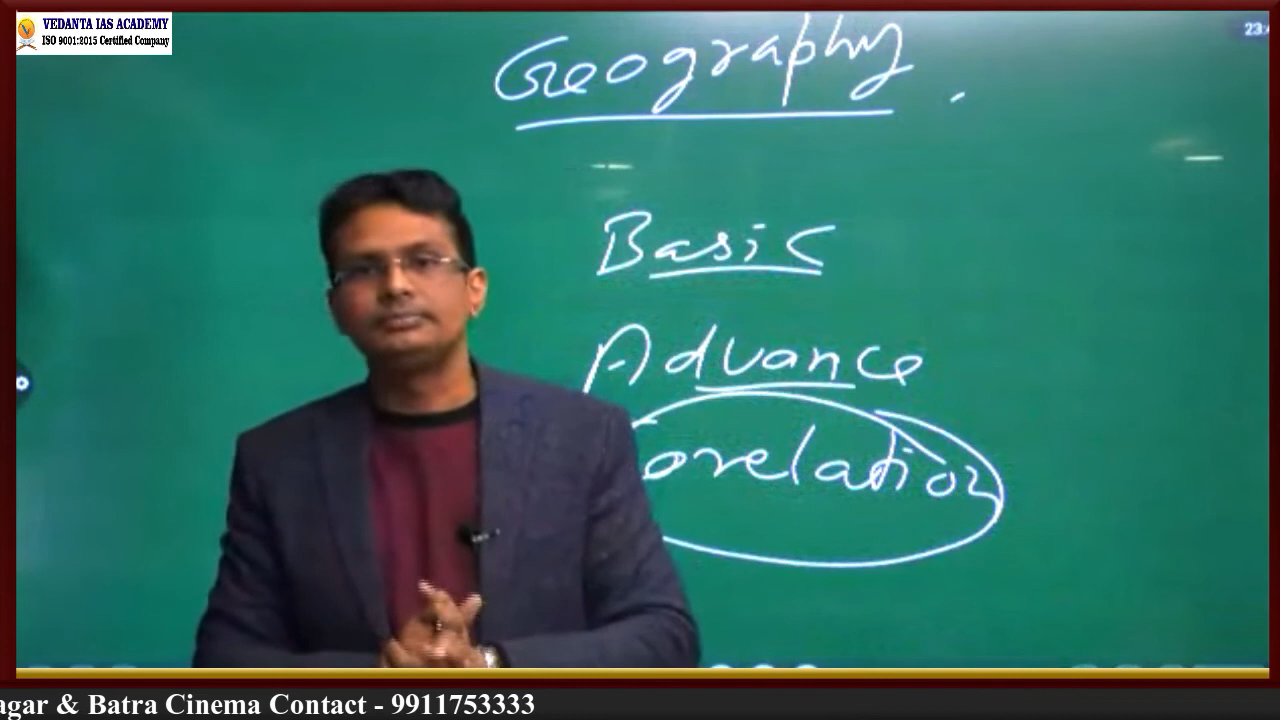 VEDANTA IAS ACADEMY
ISO 9001:2015 Certified Company
Geography
Basic
Advance
orelation
agar & Batra Cinema Contact - 9911753333